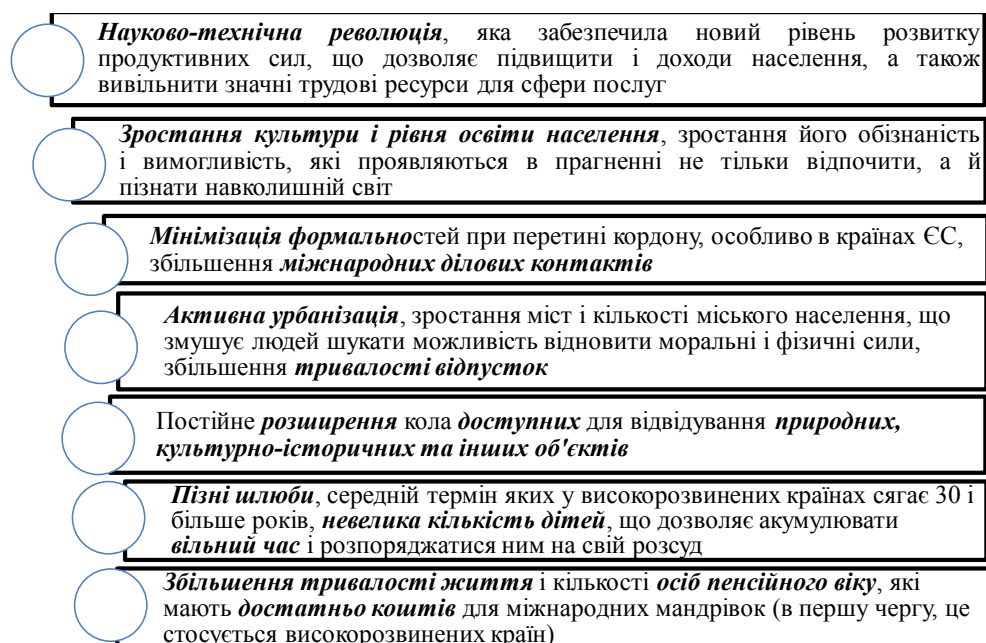 Науково-технічна революція, яка забезпечила новий рівень розвитку
продуктивних сил, що дозволяє підвищити і доходи населення, а також
вивільнити значні трудові ресурси для сфери послуг
Зростання культури і рівня освіти населення, зростання його обізнаність
і вимогливість, які проявляються в прагненні не тільки відпочити, а й
пізнати навколишній світ
Мінімізація формальностей при перетині кордону, особливо в країнах ЄС,
збільшення міжнародних ділових контактів
Активна урбанізація, зростання міст і кількості міського населення, що
змушує людей шукати можливість відновити моральні і фізичні сили,
збільшення тривалості відпусток
Постійне розширення кола доступних для відвідування природних,
культурно-історичних та інших об'єктів
Пізні шлюби, середній термін яких у високорозвинених країнах сягає 30 і
більше років, невелика кількість дітей, що дозволяє акумулювати
вільний час і розпоряджатися ним на свій розсуд
Збільшення тривалості життя і кількості осіб пенсійного віку, які
мають достатньо коштів для міжнародних мандрівок (в першу чергу, це
стосується високорозвинених країн)